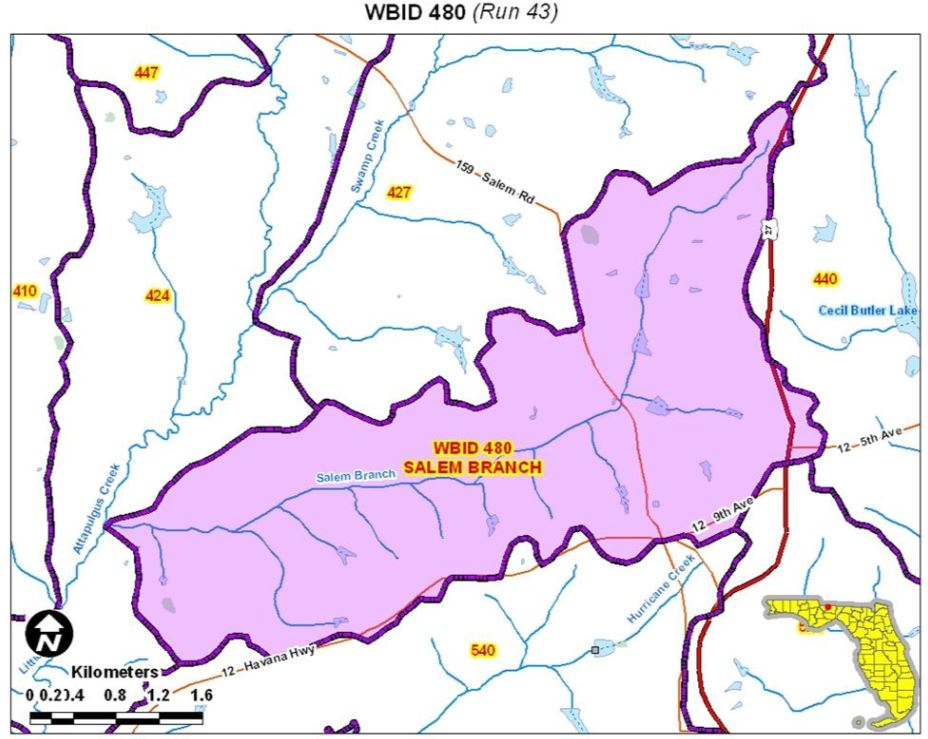 WBID 480 (Run 43)
447
159 - Salem Rd
Swamp Creek
427
27
410
424
440
Cecil Butler Lake
12 - 5th Ave
WBID 480
SALEM BRANCH
Salem Branch
Attapulgus Creek
12 - 9th Ave
Hurricane Creek
540
12 - Havana Hwy
N
Kilometers
0 0.20.4 0.8 1.2 1.6